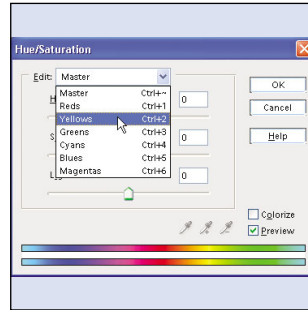 Hue/Saturation
Edit: Master
Master Ctrl+~
Reds Ctrl+1
Yellows Ctrl+2
Greens Ctrl+3
Cyans Ctrl+4
Blues Ctrl+5
Magentas Ctrl+6
0
0
0
OK
Cancel
Help
Colorize
Preview